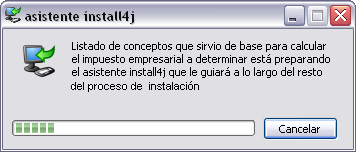 asistente install4j
Listado de conceptos que sirvio de base para calcular
el impuesto empresarial a determinar está preparando
el asistente install4j que le guiará a lo largo del resto
del proceso de instalación
Cancelar